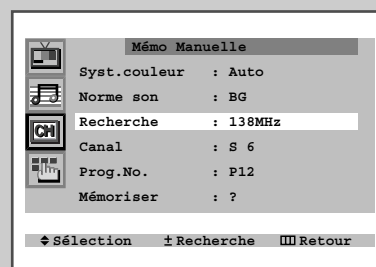 Mémo Manuelle
Syst.couleur : Auto
Norme son : BG
Recherche : 138MHz
CH
Canal : S 6
Prog.No. : P12
Mémoriser : ?
Sélection ± Recherche Retour